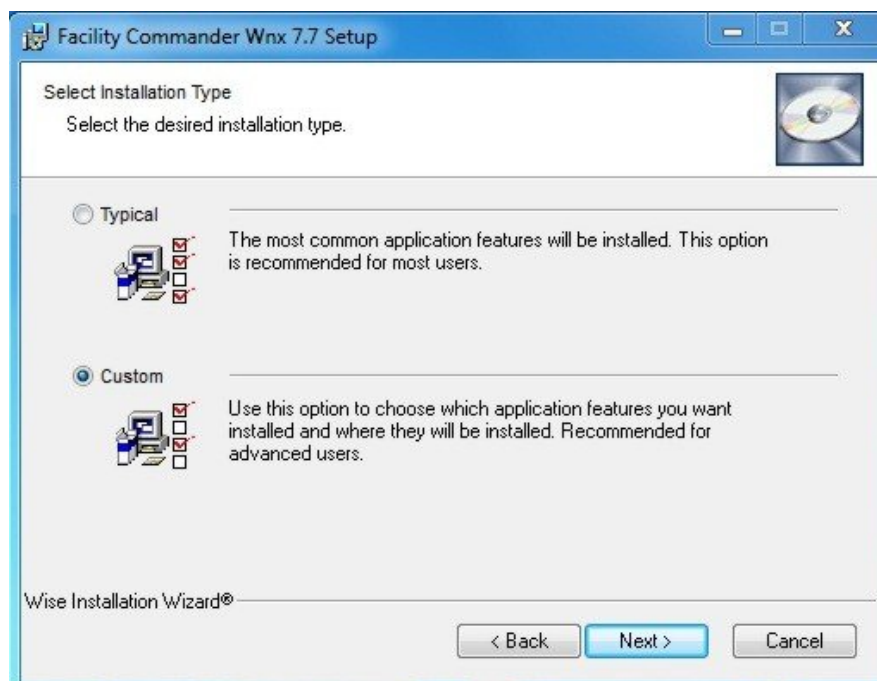 Facility Commander Wnx 7.7 Setup
Select Installation Type
Select the desired installation type.
Typical
The most common application features will be installed. This option
is recommended for most users.
Custom
Use this option to choose which application features you want
installed and where they will be installed. Recommended for
advanced users.
Wise Installation Wizard®
< Back
Next >
Cancel